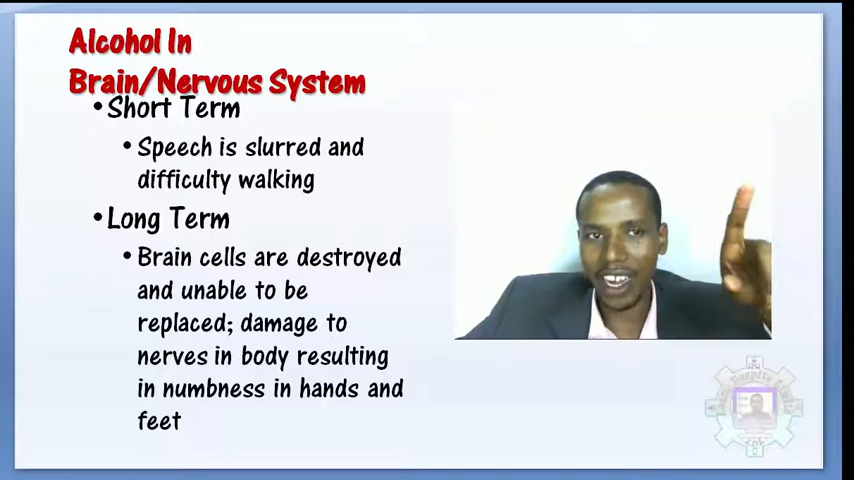 Alcohol In
Brain/Nervous System
•Short Term
•Speech is slurred and
difficulty walking
•Long Term
•Brain cells are destroyed
and unable to be
replaced; damage to
nerves in body resulting
in numbness in hands and
feet